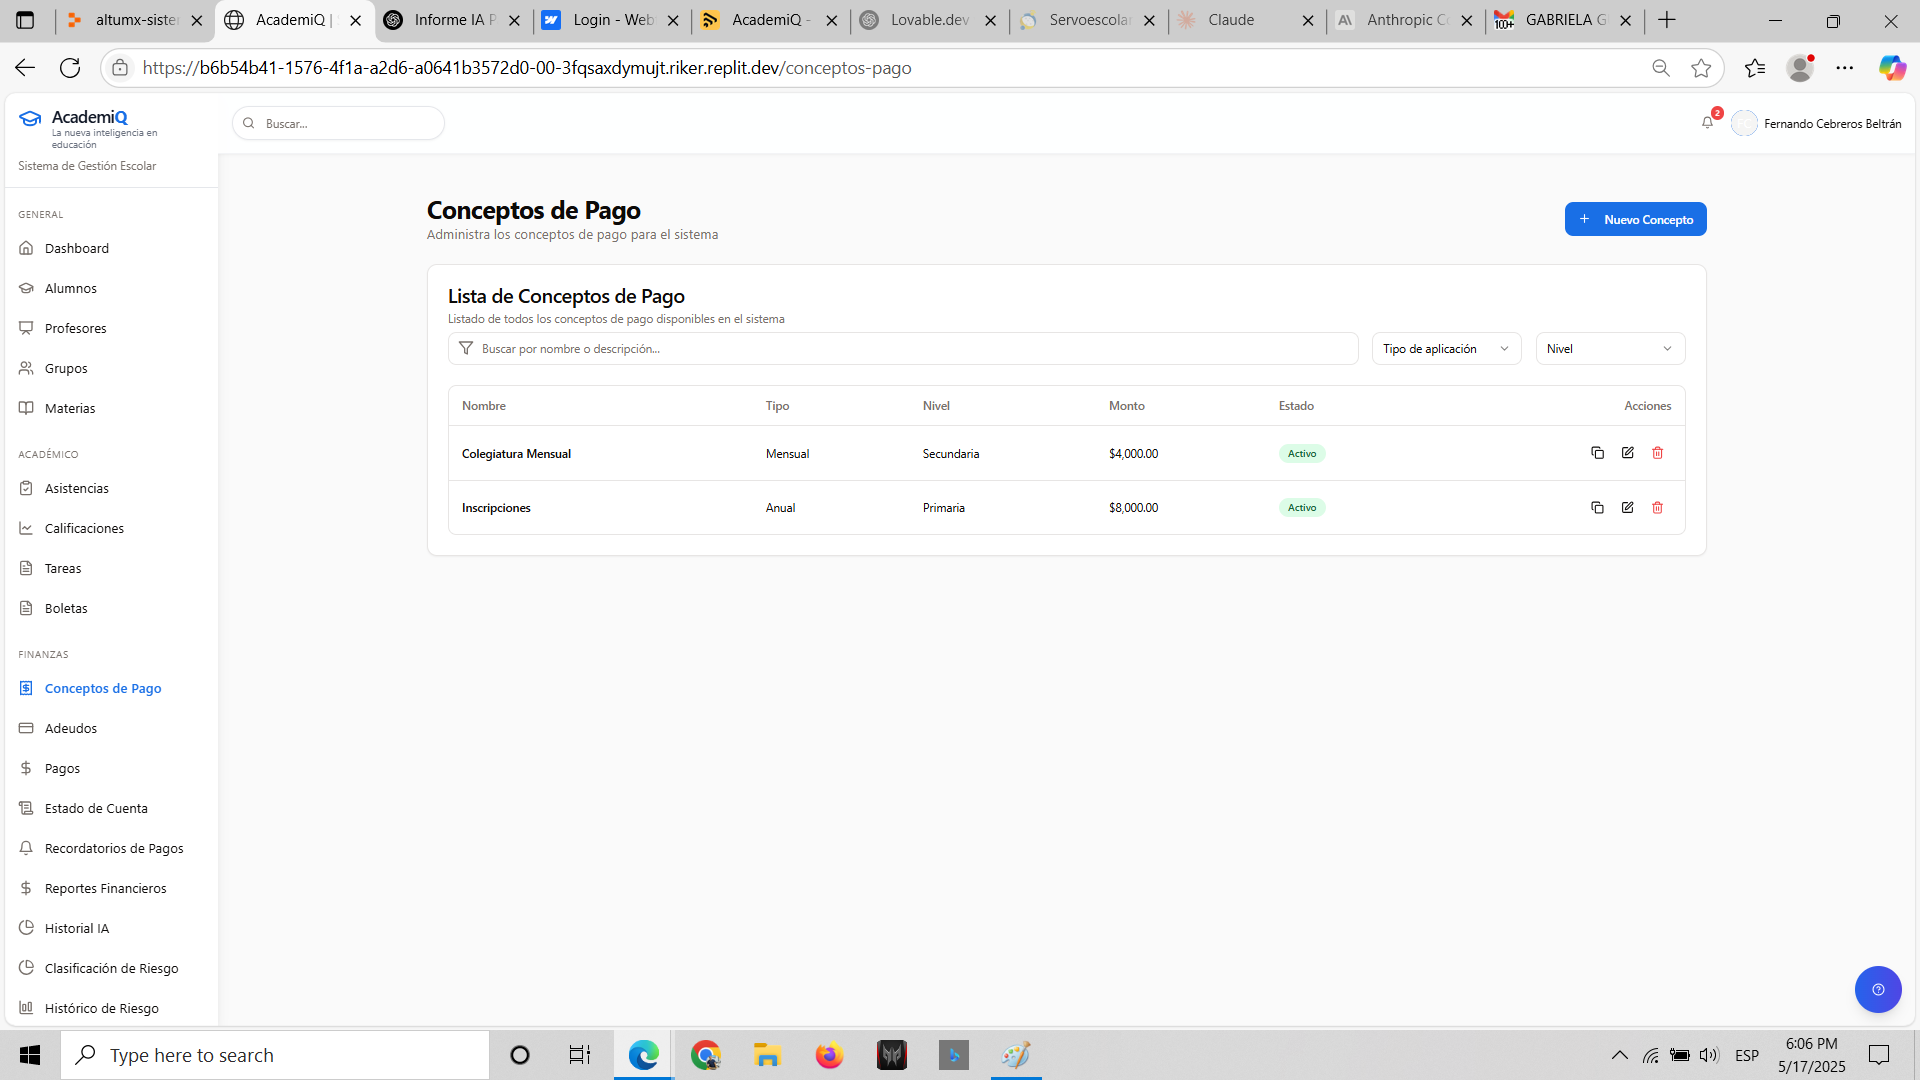 altumx-siste
AcademiQ |
Informe IA P
Login - Web
AcademiQ -
Lovable.dev
Servoescola
Claude
Anthropic Co
GABRIELA G
https://b6b54b41-1576-4f1a-a2d6-a0641b3572d0-00-3fqsaxdymujt.riker.replit.dev/conceptos-pago
AcademiQ
La nueva inteligencia en
educación
Sistema de Gestión Escolar
Buscar...
2
Fernando Cebreros Beltrán
GENERAL
Dashboard
Alumnos
Profesores
Grupos
Materias
ACADÉMICO
Asistencias
Calificaciones
Tareas
Boletas
FINANZAS
Conceptos de Pago
Adeudos
Pagos
Estado de Cuenta
Recordatorios de Pagos
Reportes Financieros
Historial IA
Clasificación de Riesgo
Histórico de Riesgo
Conceptos de Pago
Administra los conceptos de pago para el sistema
Nuevo Concepto
Lista de Conceptos de Pago
Listado de todos los conceptos de pago disponibles en el sistema
Buscar por nombre o descripción...
Tipo de aplicación
Nivel
Nombre Tipo Nivel Monto Estado Acciones
Colegiatura Mensual Mensual Secundaria $4,000.00 Activo
Inscripciones Anual Primaria $8,000.00 Activo
Type here to search
ESP
6:06 PM
5/17/2025